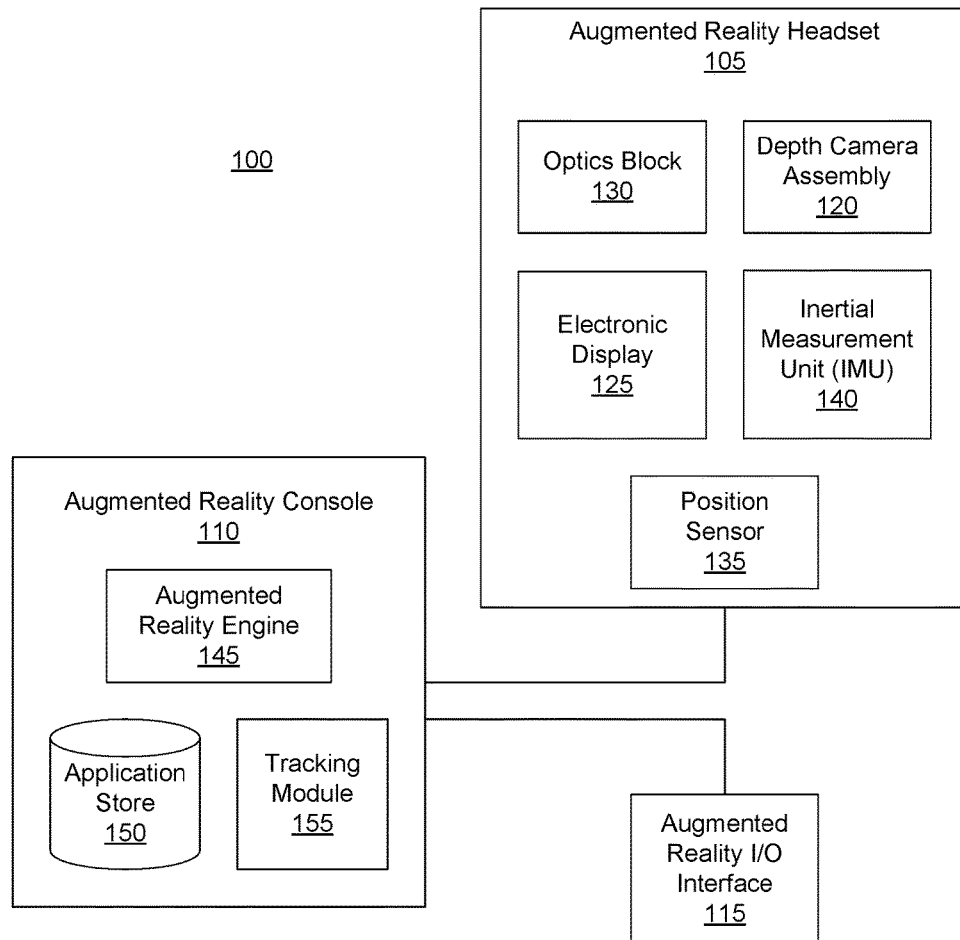 100
Augmented Reality Headset
105
Optics Block
130
Depth Camera
Assembly
120
Electronic
Display
125
Inertial
Measurement
Unit (IMU)
140
Position
Sensor
135
Augmented Reality Console
110
Augmented
Reality Engine
145
Application
Store
150
Tracking
Module
155
Augmented
Reality I/O
Interface
115